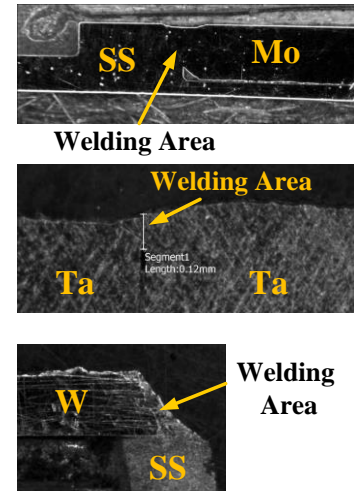 SS
Mo
Welding Area
Welding Area
Segment1
Length:0.12mm
Ta
Ta
W
Welding
Area
SS